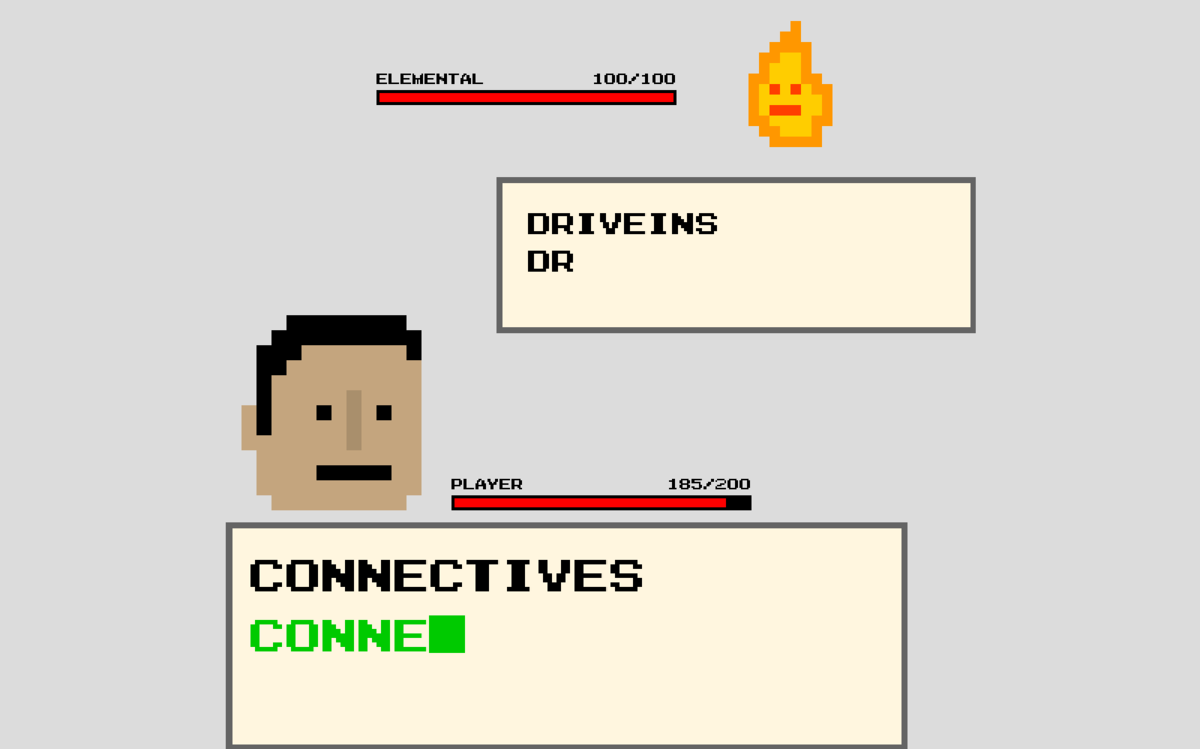 ELEMENTAL 100/100
DRIVEINS
DR
PLAYER 185/200
CONNECTIVES
CONNE